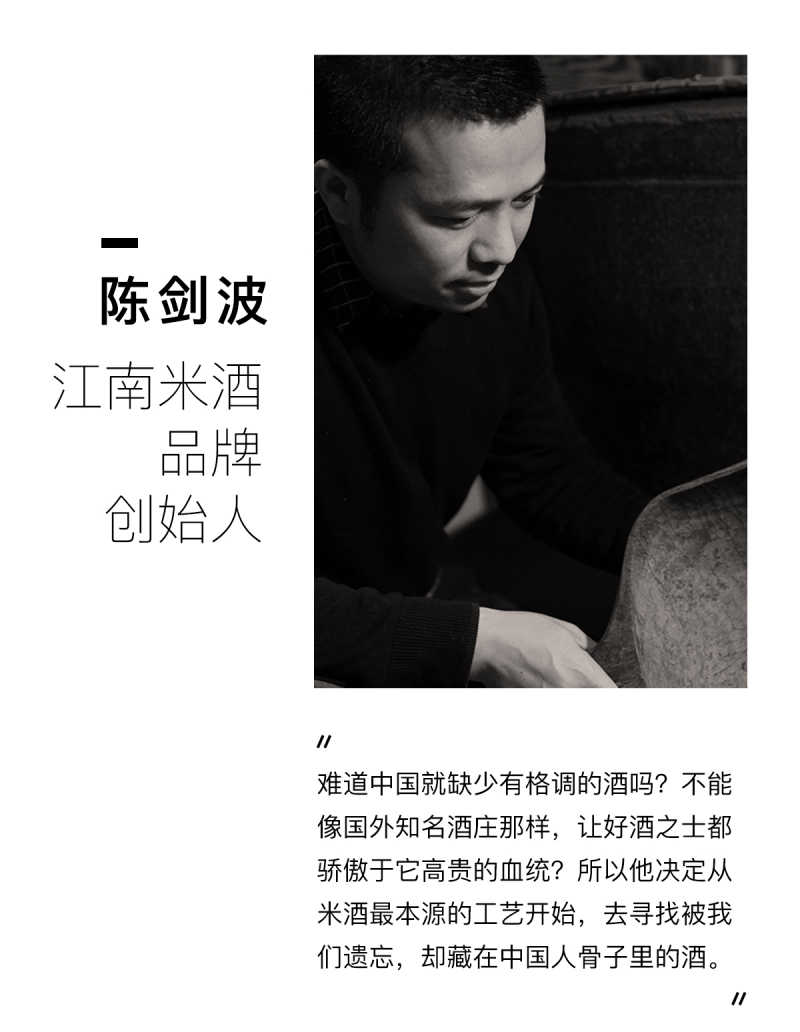 陈剑波
江南米酒
品牌
创始人
〃
难道中国就缺少有格调的酒吗？不能
像国外知名酒庄那样，让好酒之士都
骄傲于它高贵的血统？所以他决定从
米酒最本源的工艺开始，去寻找被我
们遗忘，却藏在中国人骨子里的酒。
〃